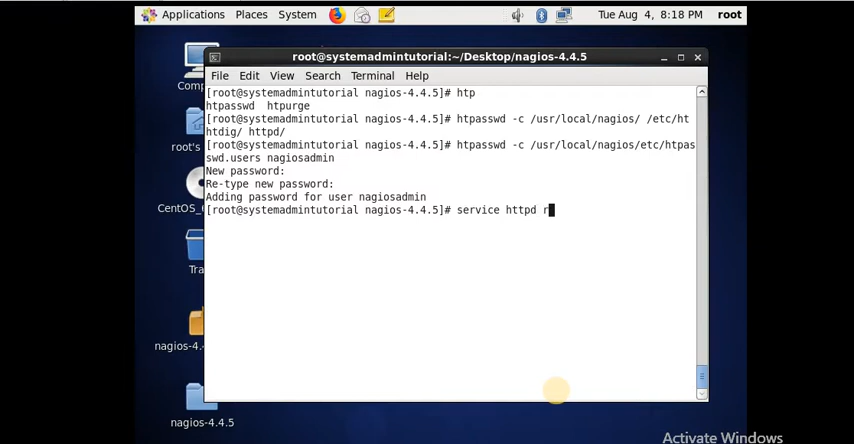 Applications Places System Tue Aug 4, 8:18 PM root
root@systemadmintutorial:~/Desktop/nagios-4.4.5
File Edit View Search Terminal Help
[root@systemadmintutorial nagios-4.4.5]# htp
htpasswd htpurge
[root@systemadmintutorial nagios-4.4.5]# htpasswd -c /usr/local/nagios/ /etc/ht
htdig/ httpd/
[root@systemadmintutorial nagios-4.4.5]# htpasswd -c /usr/local/nagios/etc/htpas
swd.users nagiosadmin
New password:
Re-type new password:
Adding password for user nagiosadmin
[root@systemadmintutorial nagios-4.4.5]# service httpd r
Comp
root's
CentOS_6
Tra
nagios-4.4
nagios-4.4.5
Activate Windows